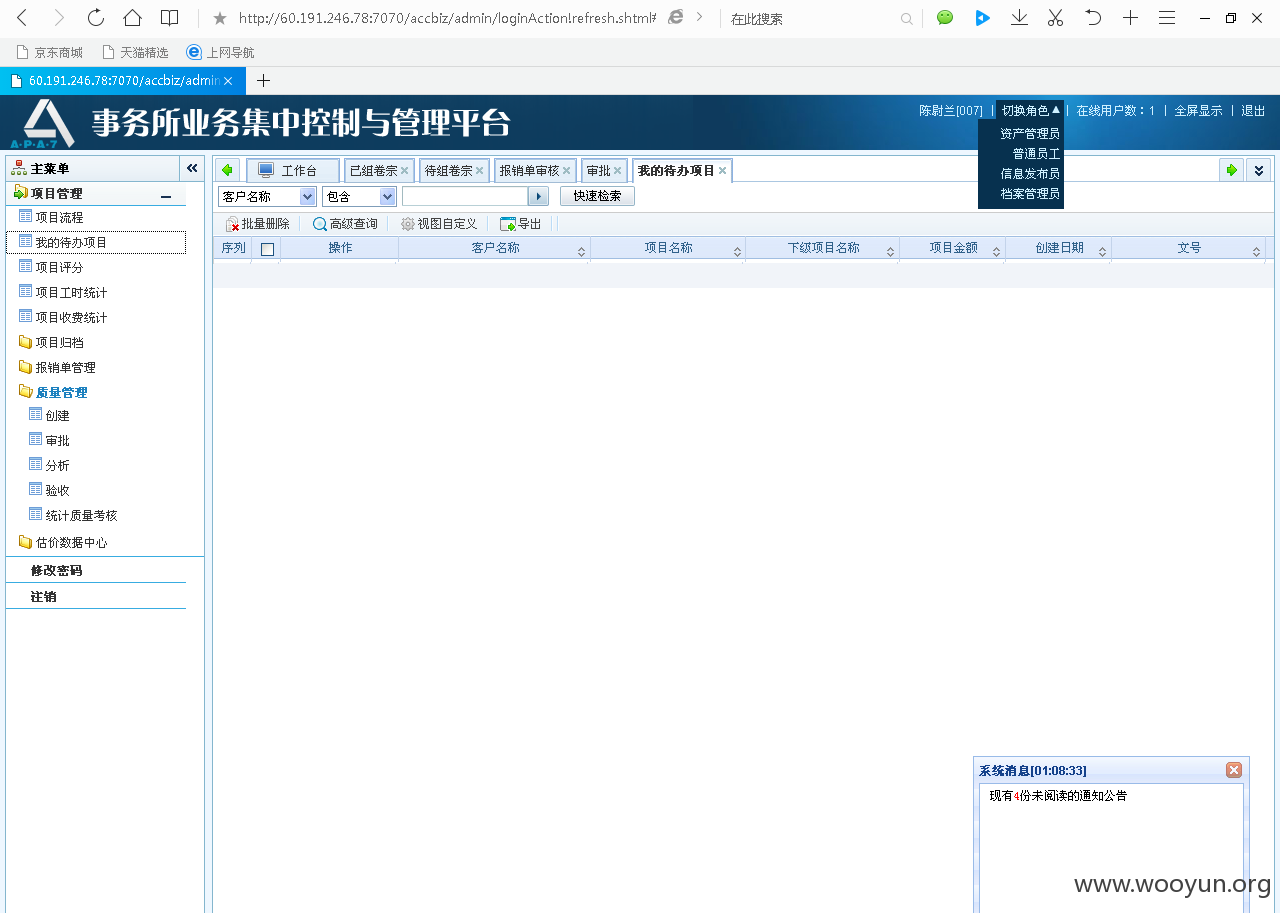 http://60.191.246.78:7070/accbiz/admin/loginAction!refresh.shtml#
在此搜索
京东商城 天猫精选 上网导航
60.191.246.78:7070/accbiz/admin
A·P·A·7
事务所业务集中控制与管理平台
陈尉兰[007] | 切换角色 | 在线用户数：1 | 全屏显示 | 退出
资产管理员
普通员工
信息发布员
档案管理员
主菜单
工作台 已组卷宗 待组卷宗 报销单审核 审批 我的待办项目
项目管理
客户名称 包含 快速检索
项目流程
批量删除 高级查询 视图自定义 导出
我的待办项目
序列 操作 客户名称 项目名称 下级项目名称 项目金额 创建日期 文号
项目评分
项目工时统计
项目收费统计
项目归档
报销单管理
质量管理
创建
审批
分析
验收
统计质量考核
估价数据中心
修改密码
注销
系统消息[01:08:33]
现有4份未阅读的通知公告
www.wooyun.org